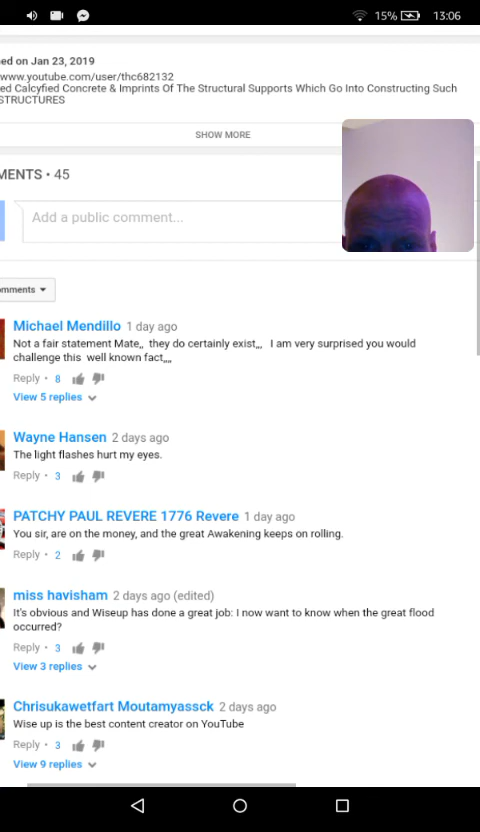 15% 13:06
ed on Jan 23, 2019
www.youtube.com/user/thc682132
ed Calcyfied Concrete & Imprints Of The Structural Supports Which Go Into Constructing Such
STRUCTURES
SHOW MORE
MENTS • 45
Add a public comment...
omments
Michael Mendillo 1 day ago
Not a fair statement Mate,, they do certainly exist,,, I am very surprised you would
challenge this well known fact,,,,
Reply • 8
View 5 replies
Wayne Hansen 2 days ago
The light flashes hurt my eyes.
Reply • 3
PATCHY PAUL REVERE 1776 Revere 1 day ago
You sir, are on the money, and the great Awakening keeps on rolling.
Reply • 2
miss havisham 2 days ago (edited)
It's obvious and Wiseup has done a great job: I now want to know when the great flood
occurred?
Reply • 3
View 3 replies
Chrisukawetfart Moutamyassck 2 days ago
Wise up is the best content creator on YouTube
Reply • 3
View 9 replies